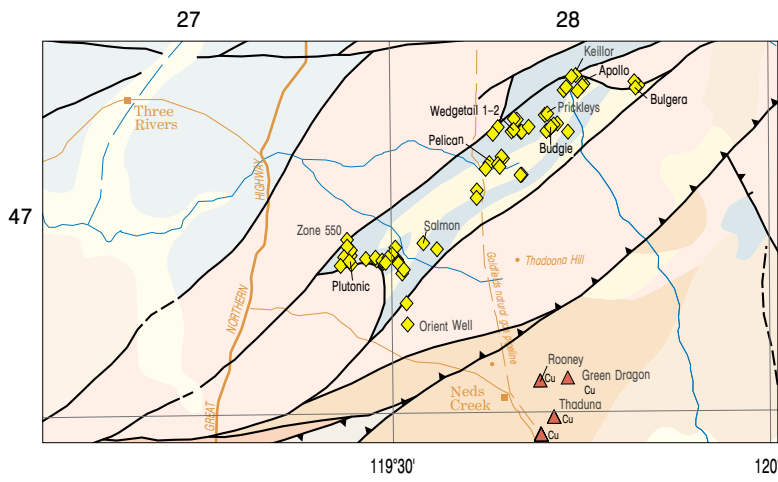 27
28
Keillor
Apollo
Bulgera
Three
Rivers
Wedgetail 1–2
Prickleys
Budgie
Pelican
HIGHWAY
47
Zone 550
Salmon
Plutonic
Thadoona Hill
Goldfields natural gas pipeline
NORTHERN
Orient Well
Rooney
Cu
Green Dragon
Cu
Neds
Creek
Thaduna
Cu
Cu
GREAT
119°30'
120°